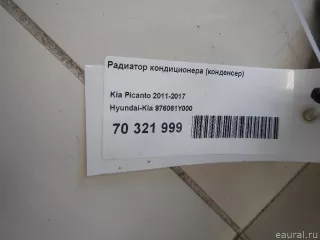 Радиатор кондиционера (конденсер)
Kia Picanto 2011-2017
Hyundai-Kia 976061Y000
70 321 999
eaural.ru